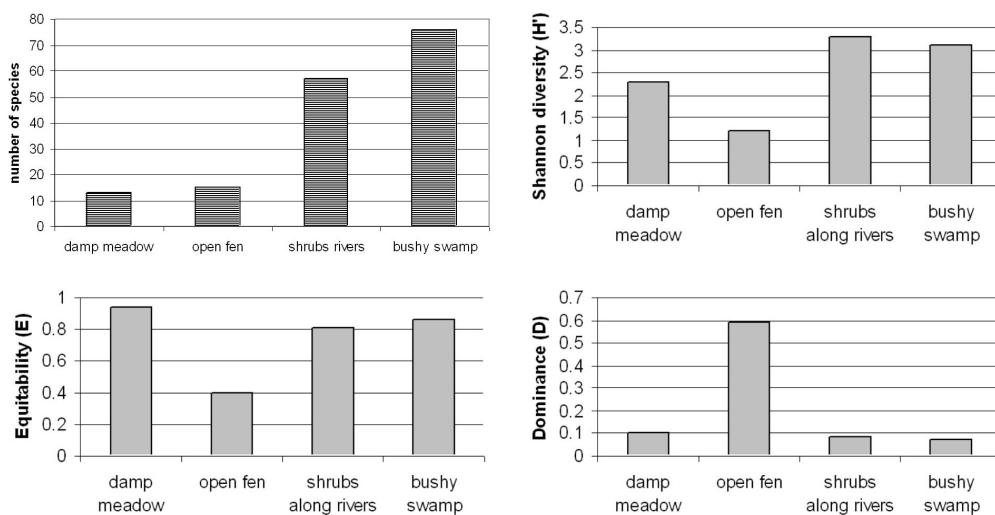 number of species
80
70
60
50
40
30
20
10
0
damp meadow open fen shrubs rivers bushy swamp
Shannon diversity (H')
3.5
3
2.5
2
1.5
1
0.5
0
damp open fen shrubs bushy
meadow along rivers swamp
Equitability (E)
1
0.8
0.6
0.4
0.2
0
damp open fen shrubs bushy
meadow along rivers swamp
Dominance (D)
0.7
0.6
0.5
0.4
0.3
0.2
0.1
0
damp open fen shrubs bushy
meadow along rivers swamp